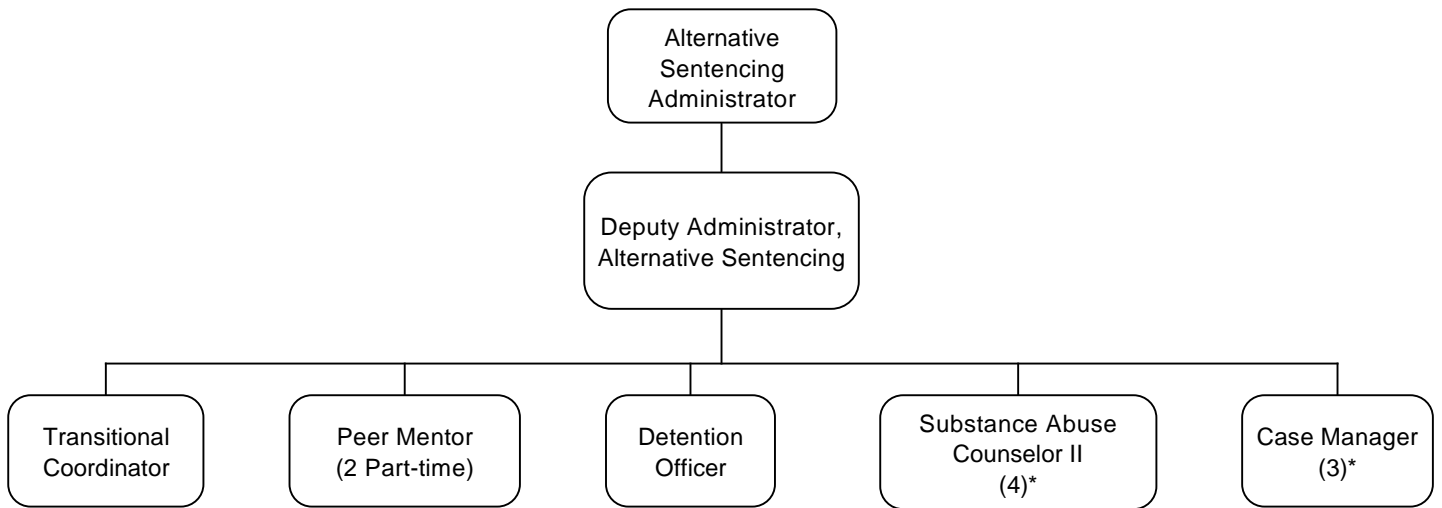 Alternative
Sentencing
Administrator
Deputy Administrator,
Alternative Sentencing
Transitional
Coordinator
Peer Mentor
(2 Part-time)
Detention
Officer
Substance Abuse
Counselor II
(4)*
Case Manager
(3)*